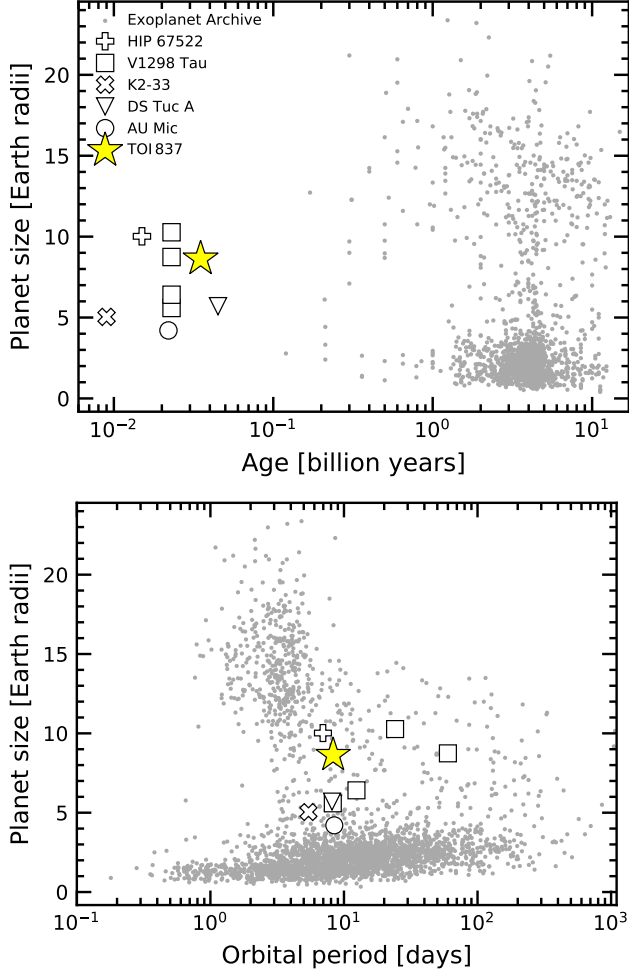 Exoplanet Archive
HIP 67522
V1298 Tau
K2-33
DS Tuc A
AU Mic
TOI 837
20
15
10
5
0
Planet size [Earth radii]
10⁻² 10⁻¹ 10⁰ 10¹
Age [billion years]
20
15
10
5
0
Planet size [Earth radii]
10⁻¹ 10⁰ 10¹ 10² 10³
Orbital period [days]